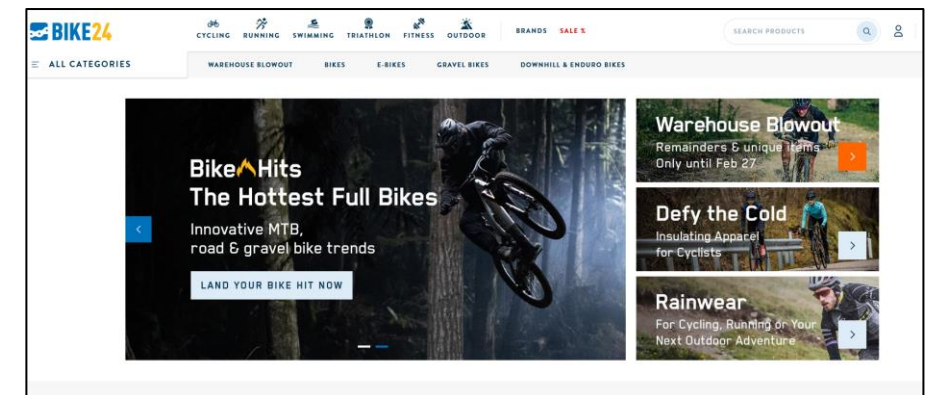 BIKE24
CYCLING RUNNING SWIMMING TRIATHLON FITNESS OUTDOOR BRANDS SALE %
SEARCH PRODUCTS
ALL CATEGORIES
WAREHOUSE BLOWOUT BIKES E-BIKES GRAVEL BIKES DOWNHILL & ENDURO BIKES
Bike Hits
The Hottest Full Bikes
Innovative MTB,
road & gravel bike trends
LAND YOUR BIKE HIT NOW
Warehouse Blowout
Remainders & unique items
Only until Feb 27
Defy the Cold
Insulating Apparel
for Cyclists
Rainwear
For Cycling, Running or Your
Next Outdoor Adventure